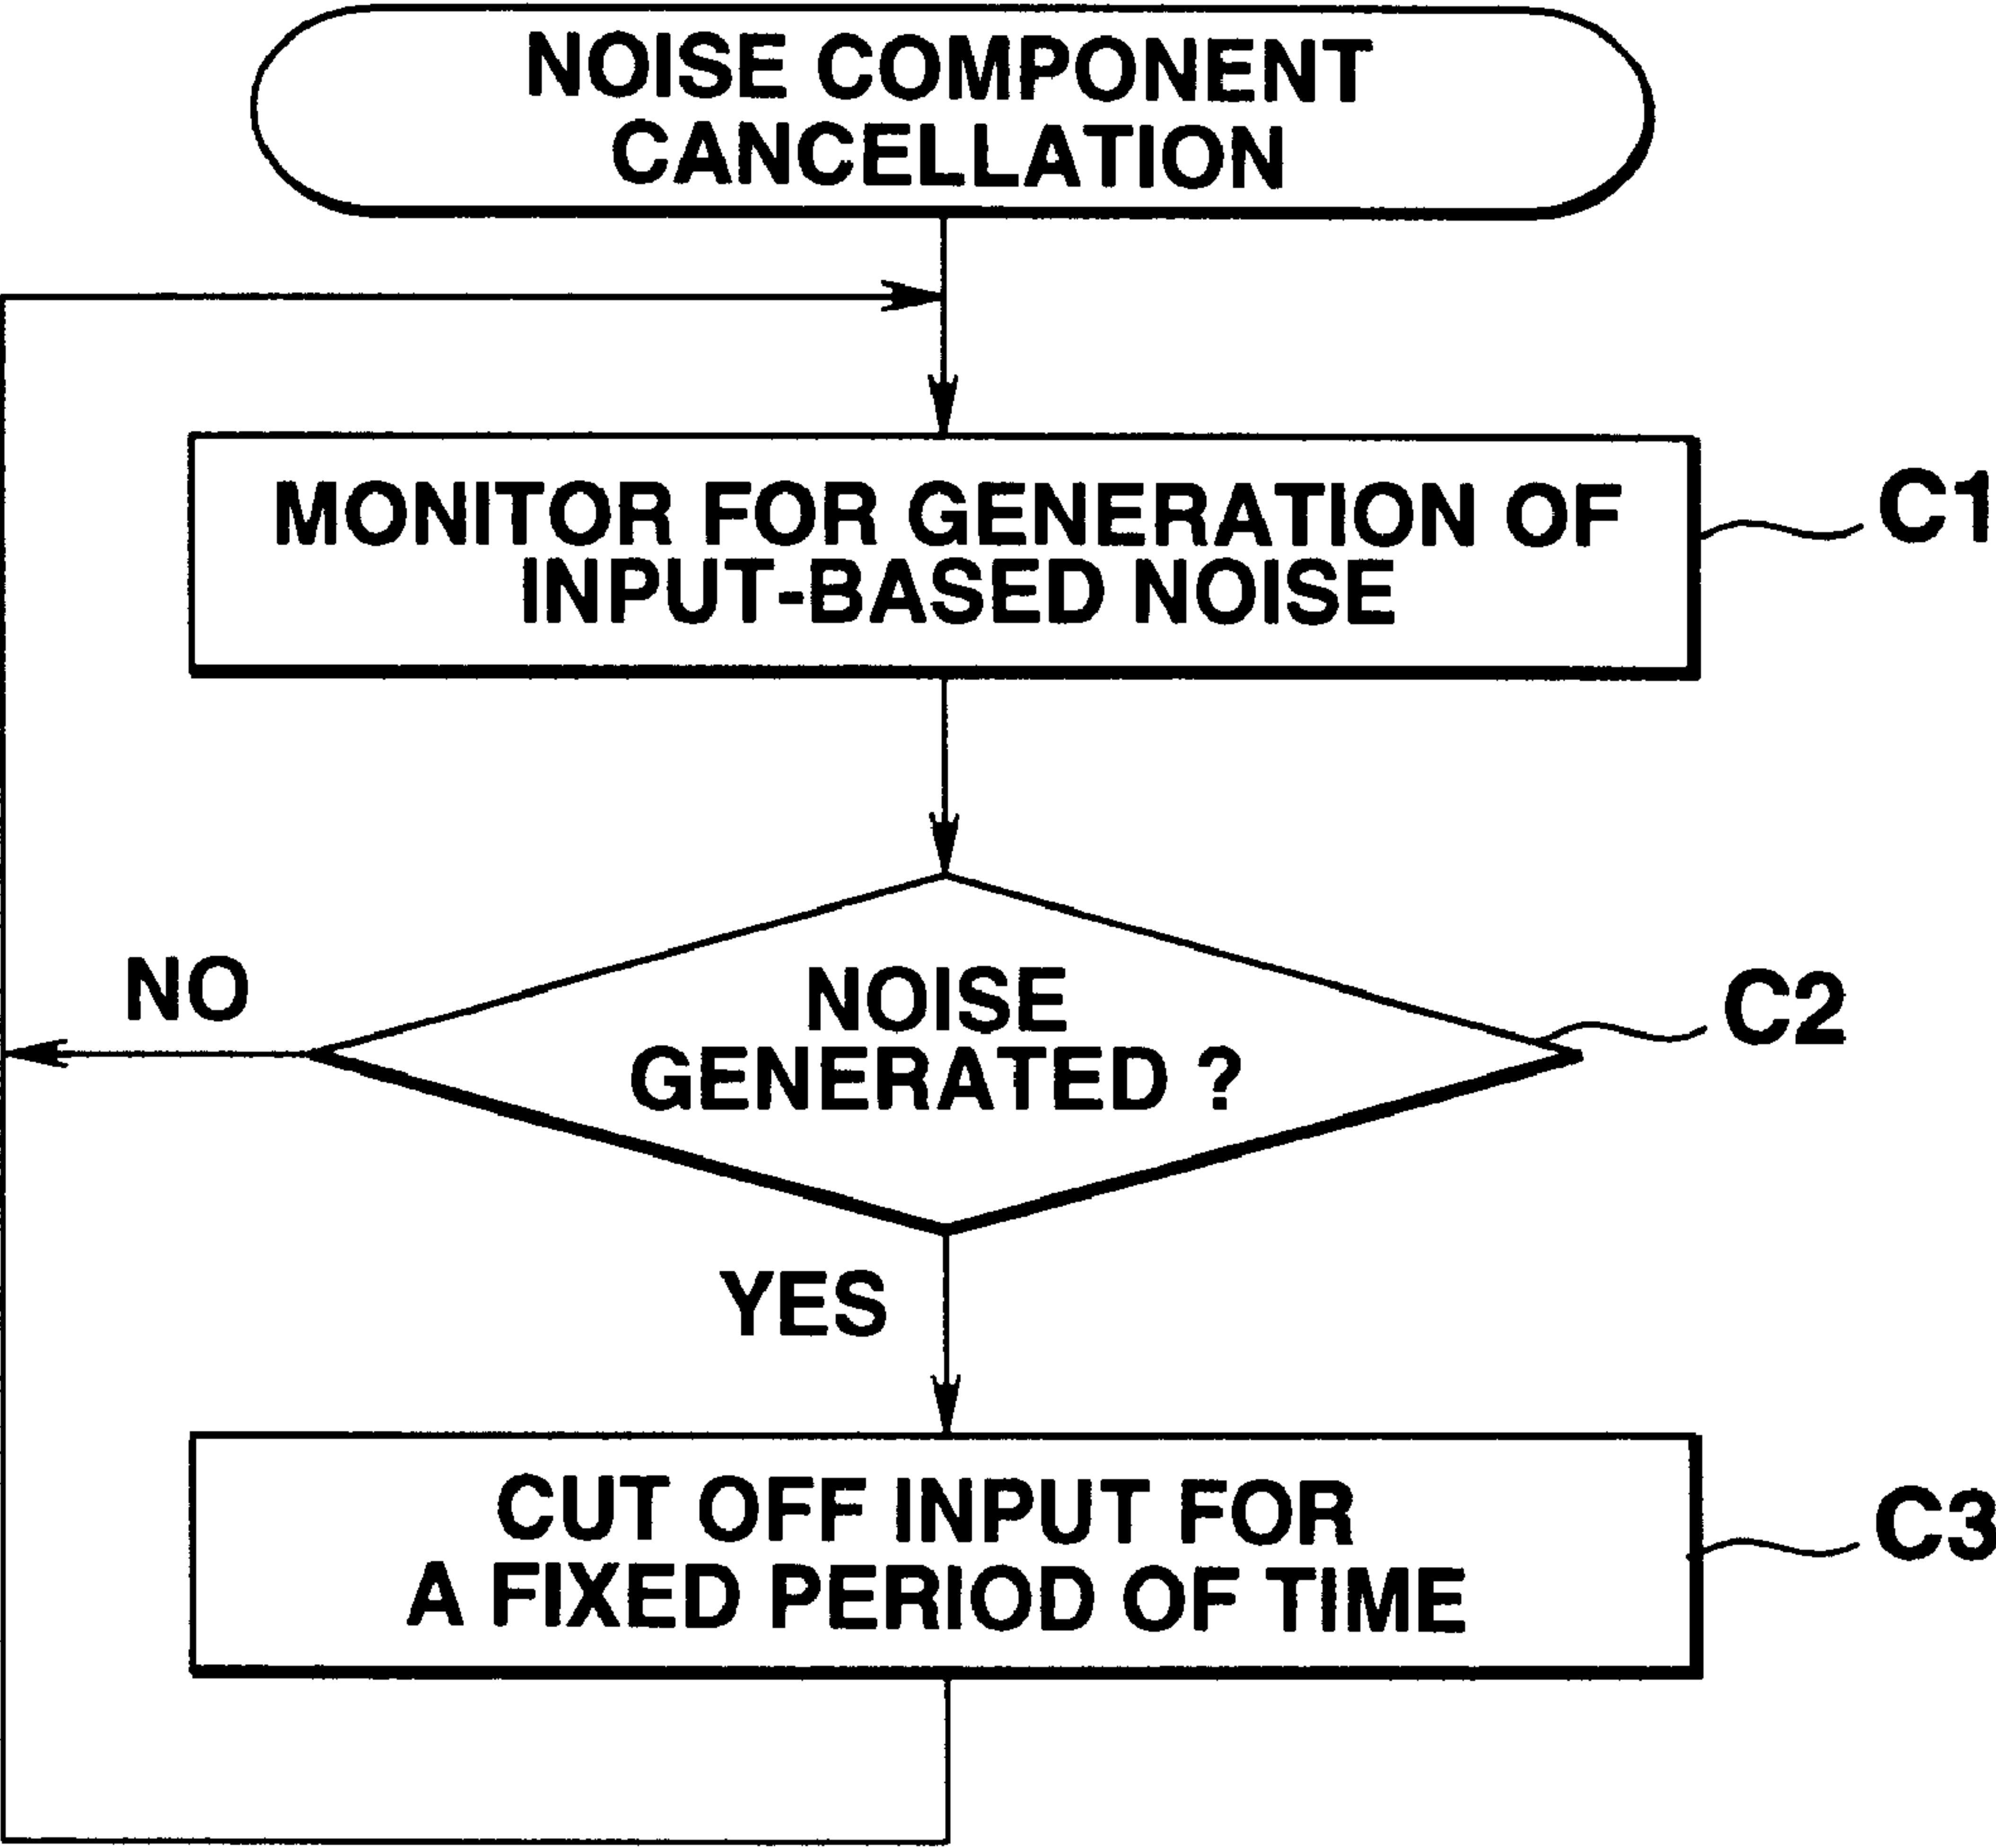 NOISE COMPONENT
CANCELLATION
MONITOR FOR GENERATION OF
INPUT-BASED NOISE
C1
NOISE
GENERATED ?
C2
NO
YES
CUT OFF INPUT FOR
A FIXED PERIOD OF TIME
C3